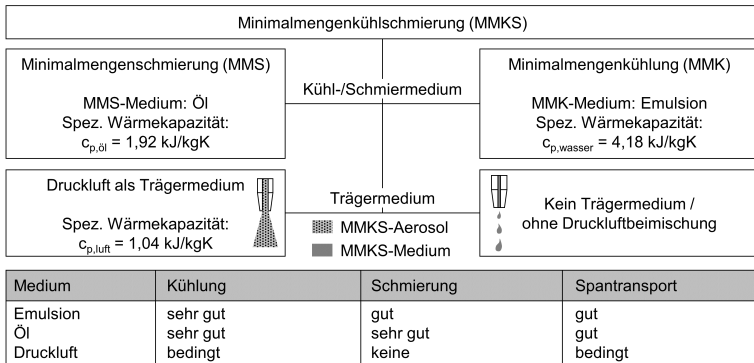 Minimalmengenkühlschmierung (MMKS)
Minimalmengenschmierung (MMS)
MMS-Medium: Öl
Spez. Wärmekapazität:
cp,öl = 1,92 kJ/kgK
Kühl-/Schmiermedium
Minimalmengenkühlung (MMK)
MMK-Medium: Emulsion
Spez. Wärmekapazität:
cp,wasser = 4,18 kJ/kgK
Druckluft als Trägermedium
Spez. Wärmekapazität:
cp,luft = 1,04 kJ/kgK
Trägermedium
MMKS-Aerosol
MMKS-Medium
Kein Trägermedium /
ohne Druckluftbeimischung
Medium Kühlung Schmierung Spantransport
Emulsion sehr gut gut gut
Öl sehr gut sehr gut gut
Druckluft bedingt keine bedingt